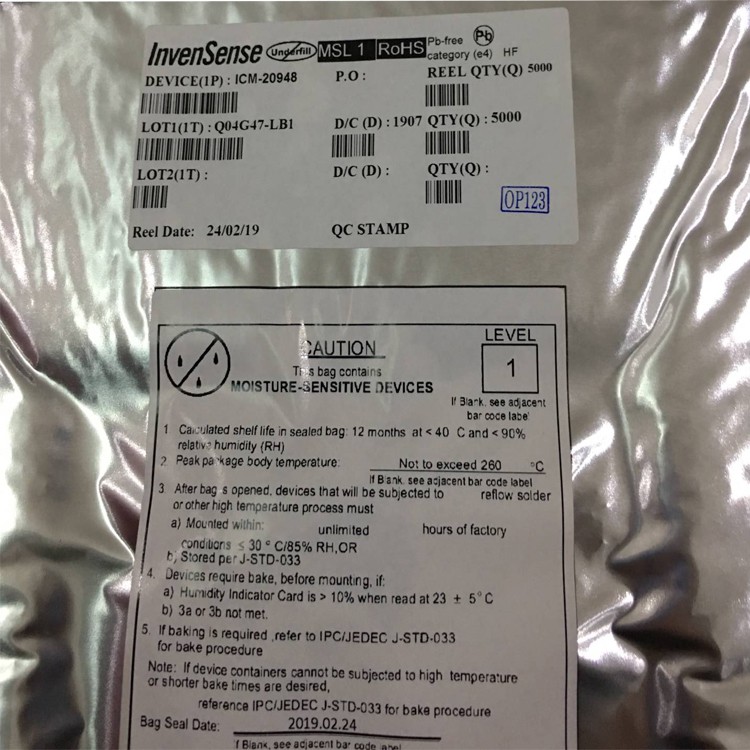 InvenSense Underfill MSL 1 RoHS Pb-free category (e4) Pb HF
DEVICE(1P) : ICM-20948 P.O : REEL QTY(Q) 5000
LOT1(1T) : Q04G47-LB1 D/C (D) : 1907 QTY(Q) : 5000
LOT2(1T) : D/C (D) : QTY(Q) :
OP123
Reel Date: 24/02/19 QC STAMP
LEVEL
CAUTION
1
This bag contains
MOISTURE-SENSITIVE DEVICES
If Blank, see adjacent
bar code label
1 Calculated shelf life in sealed bag: 12 months at < 40 C and < 90%
relative humidity (RH)
2. Peak package body temperature: Not to exceed 260 °C
If Blank, see adjacent bar code label
3. After bag is opened, devices that will be subjected to reflow solder
or other high temperature process must
a) Mounted within: unlimited hours of factory
conditions ≤ 30 ° C/85% RH,OR
b) Stored per J-STD-033
4. Devices require bake, before mounting, if:
a) Humidity Indicator Card is > 10% when read at 23 ± 5° C
b) 3a or 3b not met.
5. If baking is required ,refer to IPC/JEDEC J-STD-033
for bake procedure
Note: If device containers cannot be subjected to high temperature
or shorter bake times are desired,
reference IPC/JEDEC J-STD-033 for bake procedure
Bag Seal Date: 2019.02.24
If Blank, see adjacent bar code label